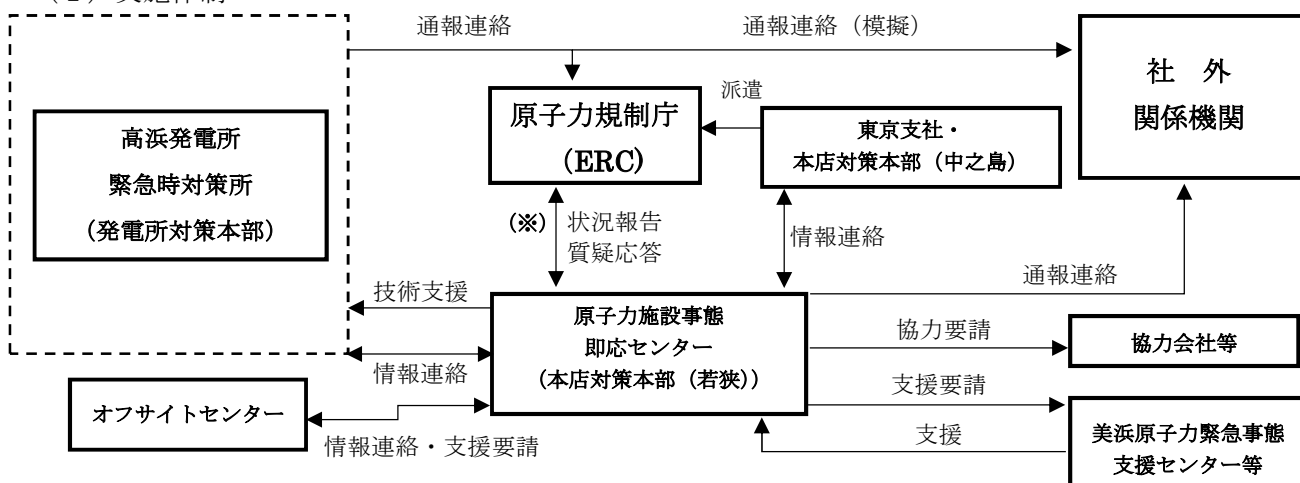 通報連絡
通報連絡（模擬）
社　外
関係機関
高浜発電所
緊急時対策所
（発電所対策本部）
原子力規制庁
(ERC)
派遣
東京支社・
本店対策本部（中之島）
(※)
状況報告
質疑応答
情報連絡
通報連絡
技術支援
原子力施設事態
即応センター
（本店対策本部（若狭））
協力要請
協力会社等
情報連絡
オフサイトセンター
情報連絡・支援要請
支援要請
支援
美浜原子力緊急事態
支援センター等